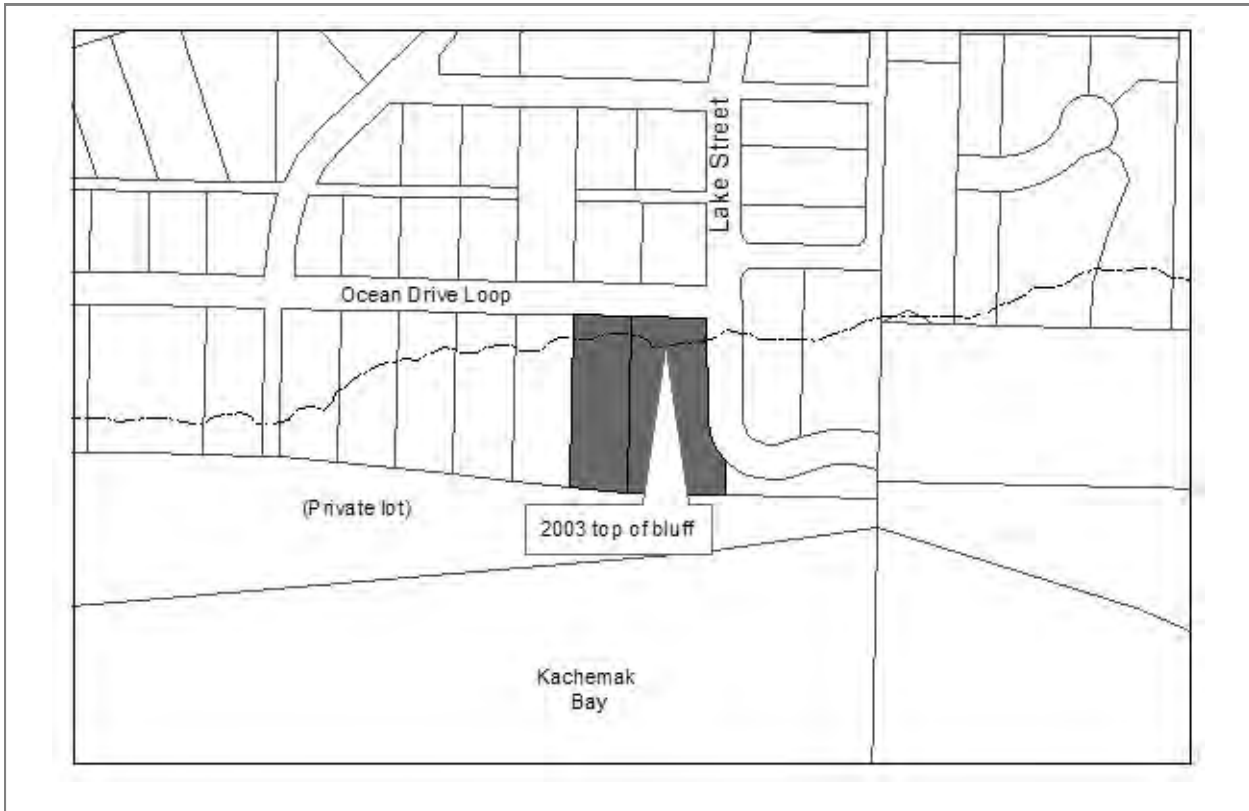 Lake Street
Ocean Drive Loop
(Private lot)
2003 top of bluff
Kachemak
Bay